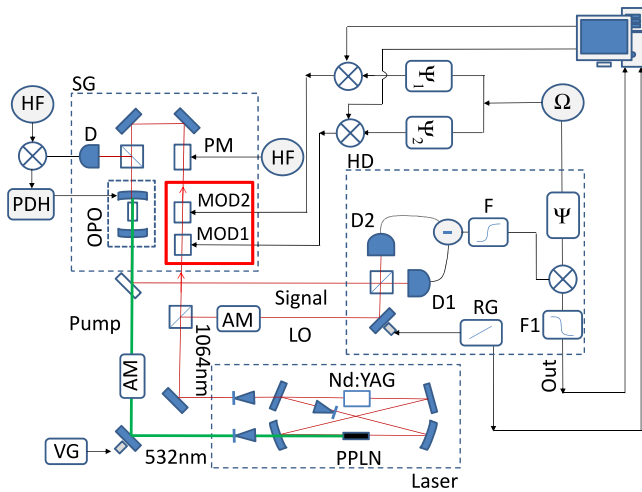 SG
HF
D
PM
HF
PDH
OPO
MOD2
MOD1
Ψ1
Ψ2
Ω
HD
D2
F
Ψ
D1
Signal
LO
AM
RG
F1
Out
Pump
1064nm
AM
Nd:YAG
VG
532nm
PPLN
Laser